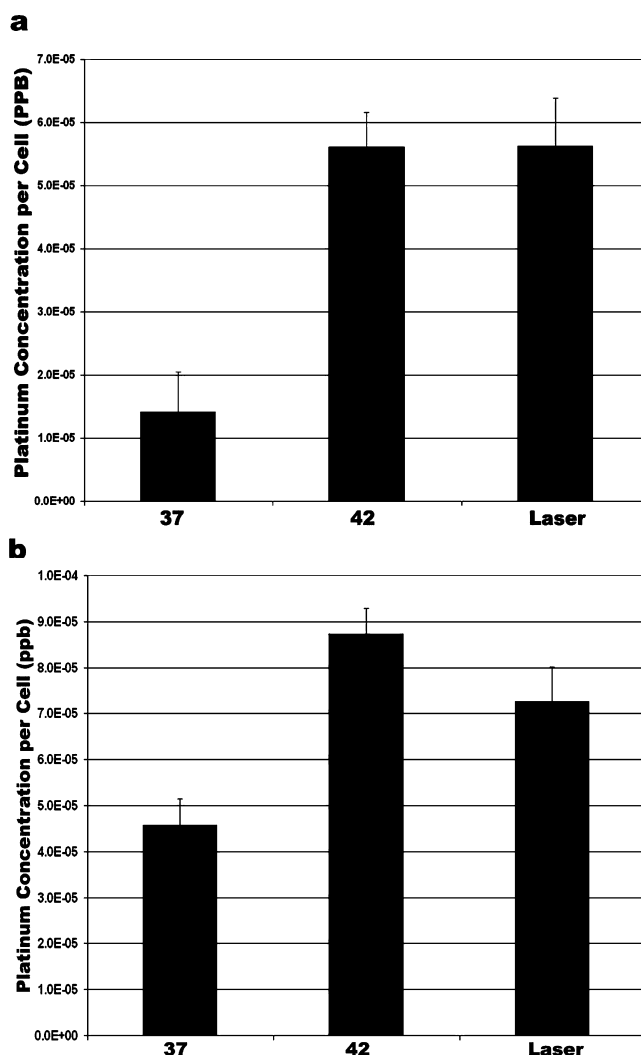 a
Platinum Concentration per Cell (PPB)
7.0E-05
6.0E-05
5.0E-05
4.0E-05
3.0E-05
2.0E-05
1.0E-05
0.0E+00
37 42 Laser
b
Platinum Concentration per Cell (ppb)
1.0E-04
9.0E-05
8.0E-05
7.0E-05
6.0E-05
5.0E-05
4.0E-05
3.0E-05
2.0E-05
1.0E-05
0.0E+00
37 42 Laser